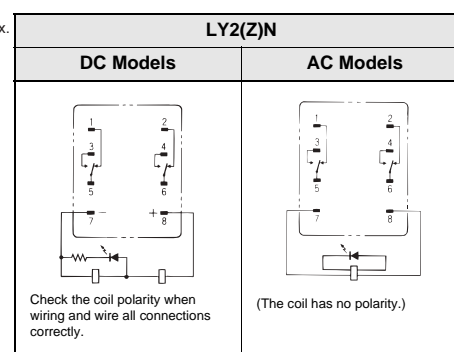 x.
LY2(Z)N
DC Models
AC Models
1 2
3 4
5 6
7 − + 8
Check the coil polarity when
wiring and wire all connections
correctly.
1 2
3 4
5 6
7 8
(The coil has no polarity.)